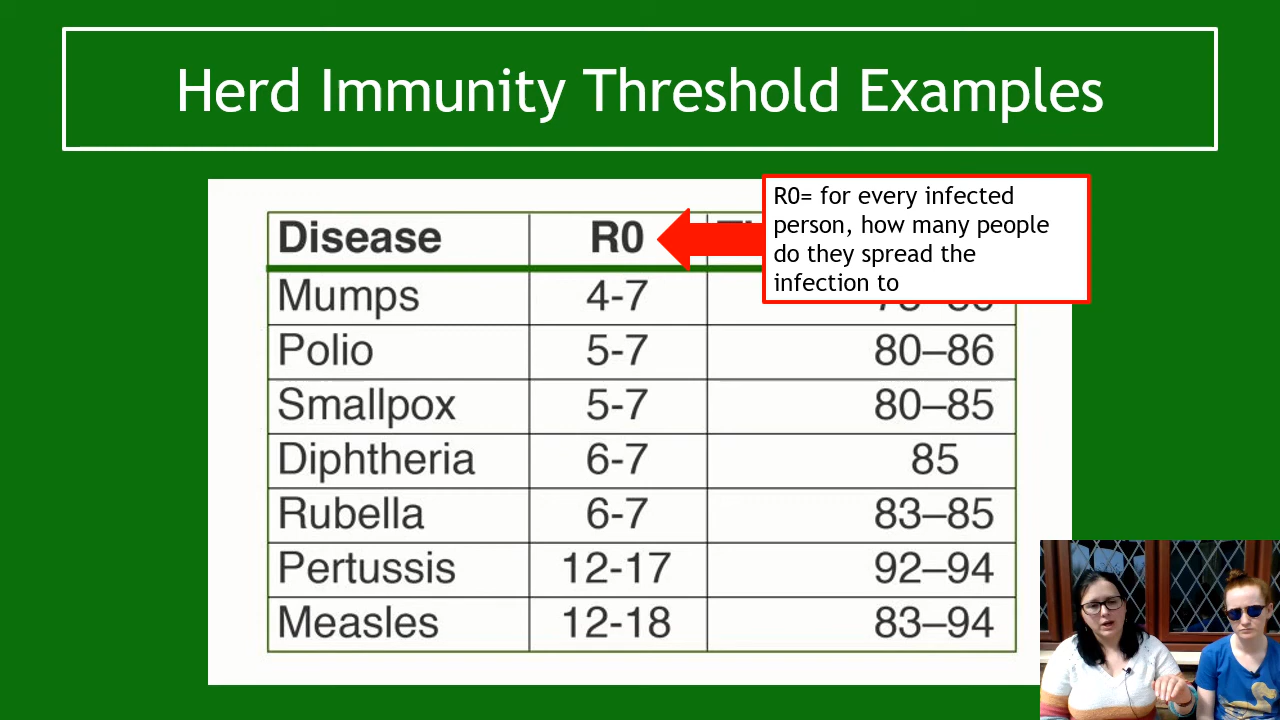 Herd Immunity Threshold Examples
R0= for every infected
person, how many people
do they spread the
infection to
Disease R0
Mumps 4-7
Polio 5-7 80–86
Smallpox 5-7 80–85
Diphtheria 6-7 85
Rubella 6-7 83–85
Pertussis 12-17 92–94
Measles 12-18 83–94